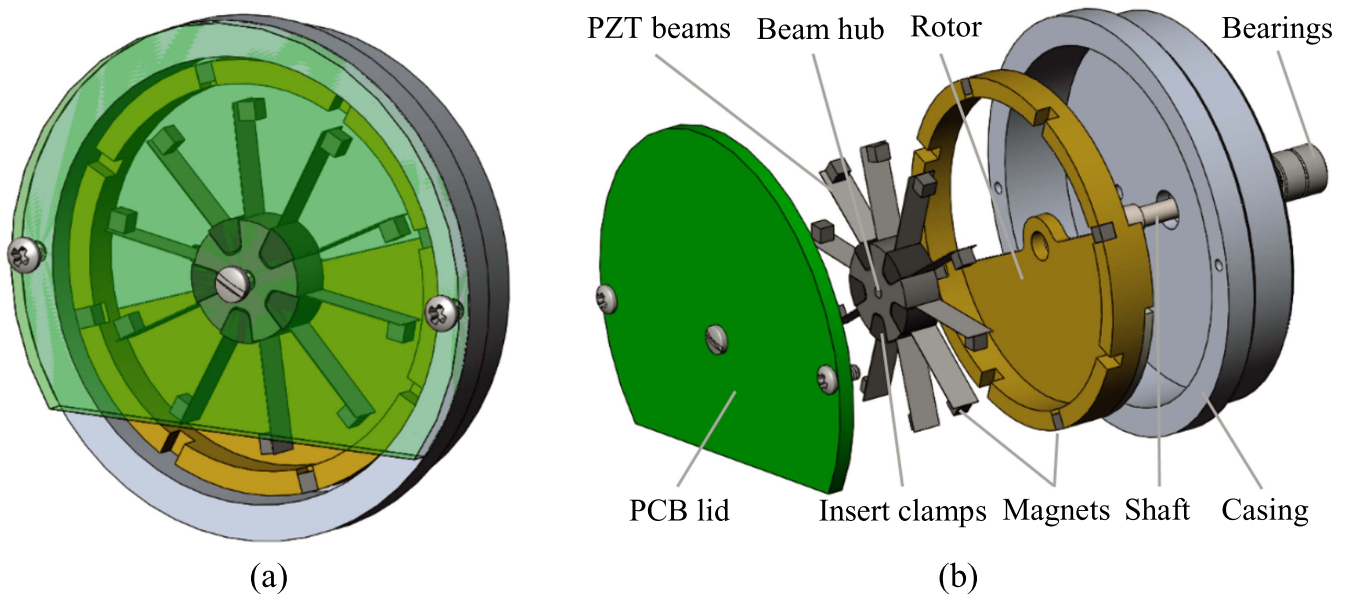 PZT beams Beam hub Rotor Bearings
PCB lid Insert clamps Magnets Shaft Casing
(a) (b)